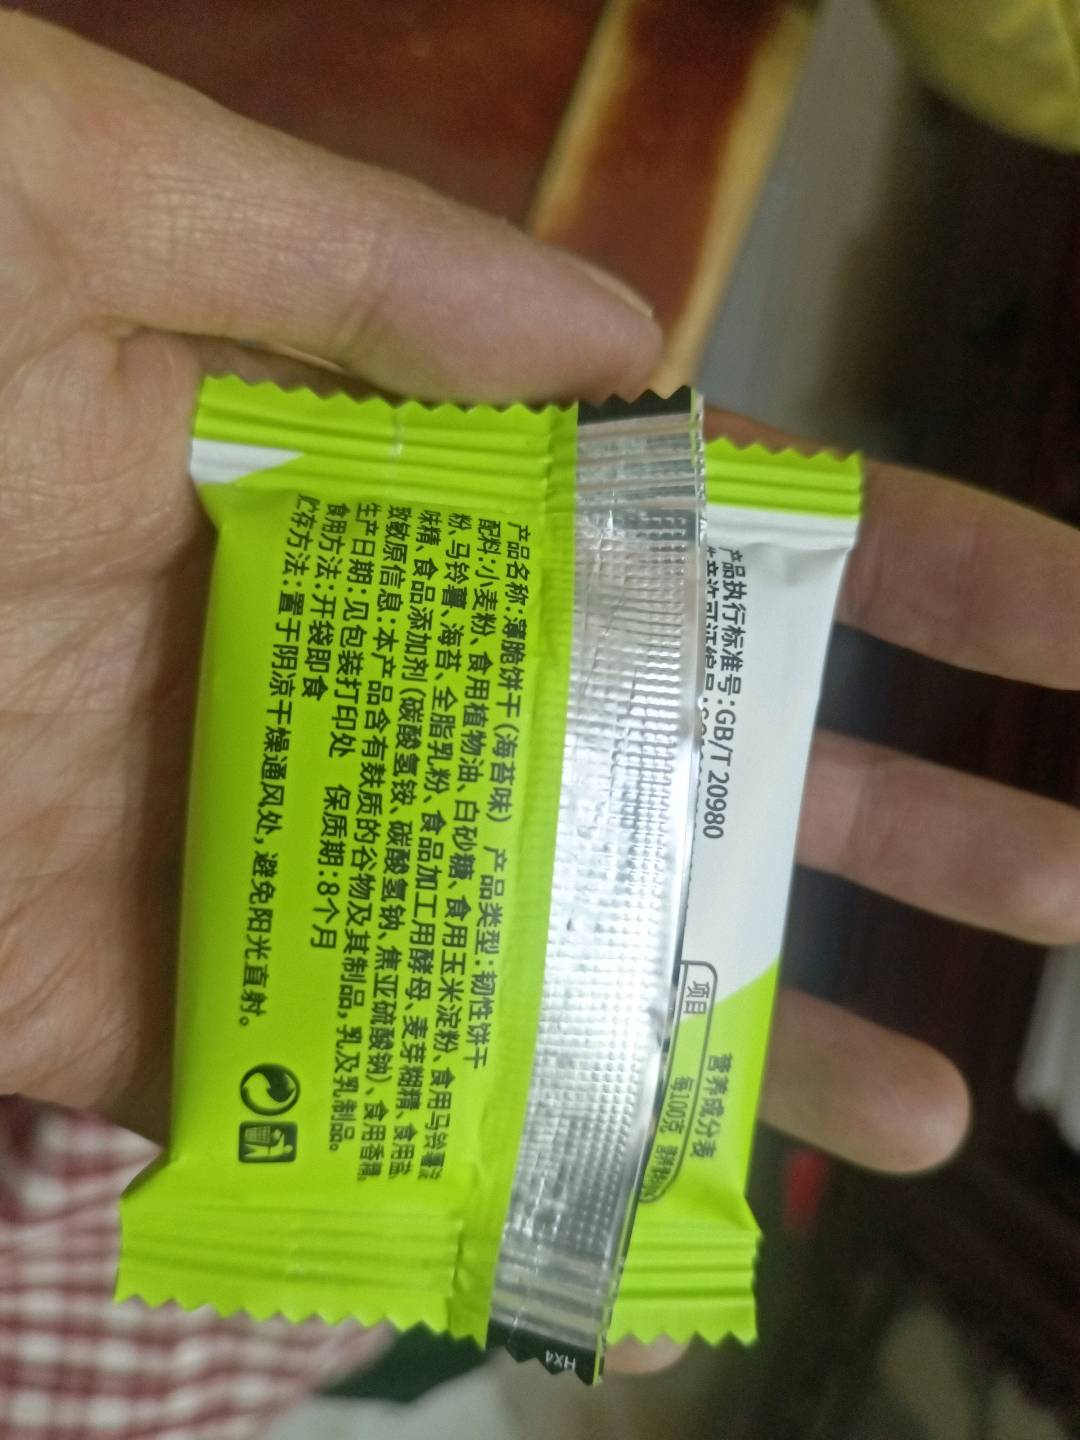 产品名称:薄脆饼干(海苔味) 产品类型:韧性饼干
配料:小麦粉、食用植物油、白砂糖、食用玉米淀粉、食用马铃薯淀
粉、马铃薯、海苔、全脂乳粉、食品加工用酵母、麦芽糊精、食用盐、
味精、食品添加剂(碳酸氢铵、碳酸氢钠、焦亚硫酸钠)、食用香精。
致敏原信息:本产品含有麸质的谷物及其制品,乳及乳制品。
生产日期:见包装打印处 保质期:8个月
食用方法:开袋即食
贮存方法:置于阴凉干燥通风处,避免阳光直射。
产品执行标准号:GB/T 20980
生产许可证编号:
营养成分表
项目 每100克
HX4